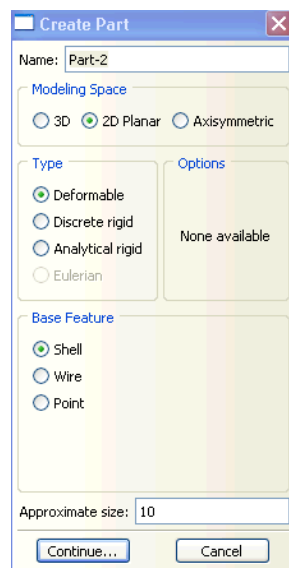 Create Part
Name: Part-2
Modeling Space
3D 2D Planar Axisymmetric
Type
Deformable
Discrete rigid
Analytical rigid
Eulerian
Options
None available
Base Feature
Shell
Wire
Point
Approximate size: 10
Continue... Cancel